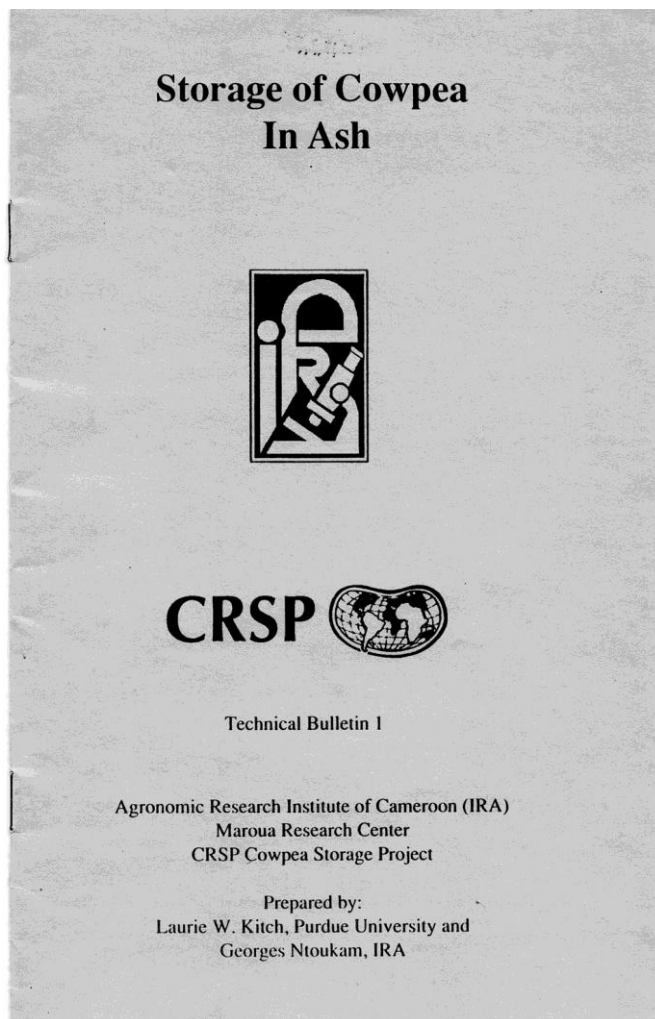 Storage of Cowpea
In Ash
iRA
CRSP
Technical Bulletin 1
Agronomic Research Institute of Cameroon (IRA)
Maroua Research Center
CRSP Cowpea Storage Project
Prepared by:
Laurie W. Kitch, Purdue University and
Georges Ntoukam, IRA